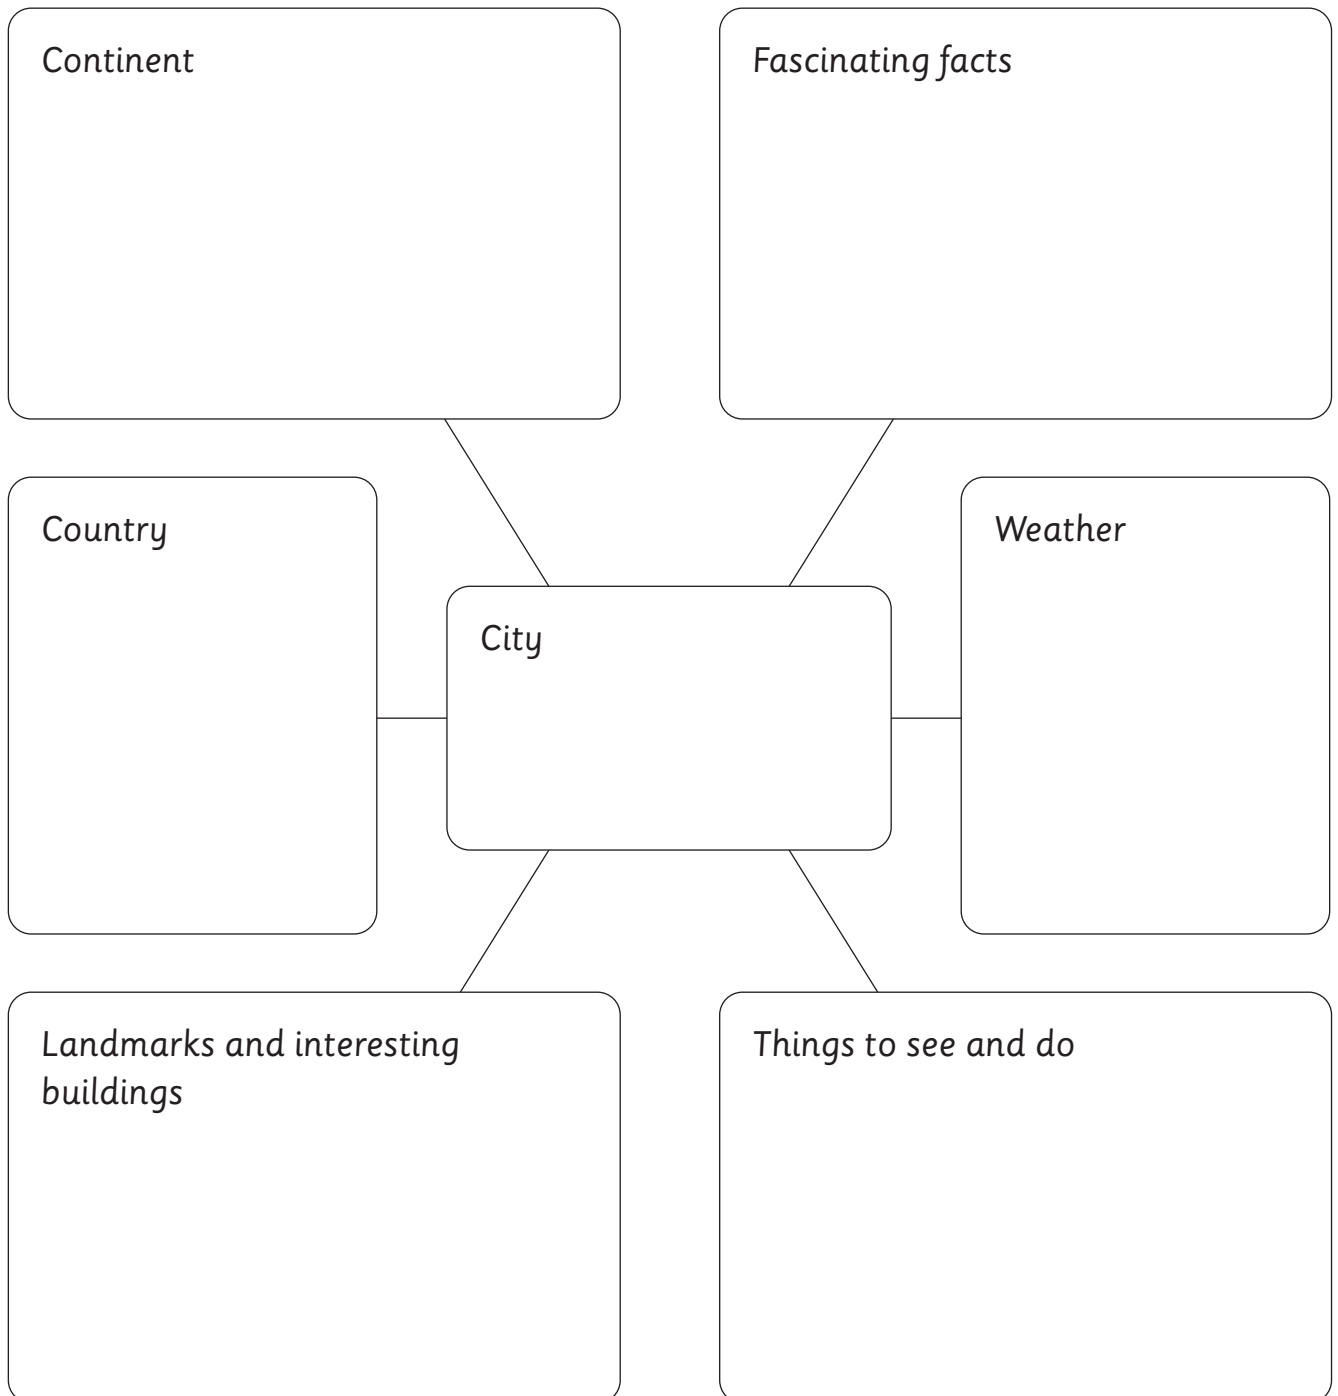 Continent
Fascinating facts
Country
Weather
City
Landmarks and interesting
buildings
Things to see and do